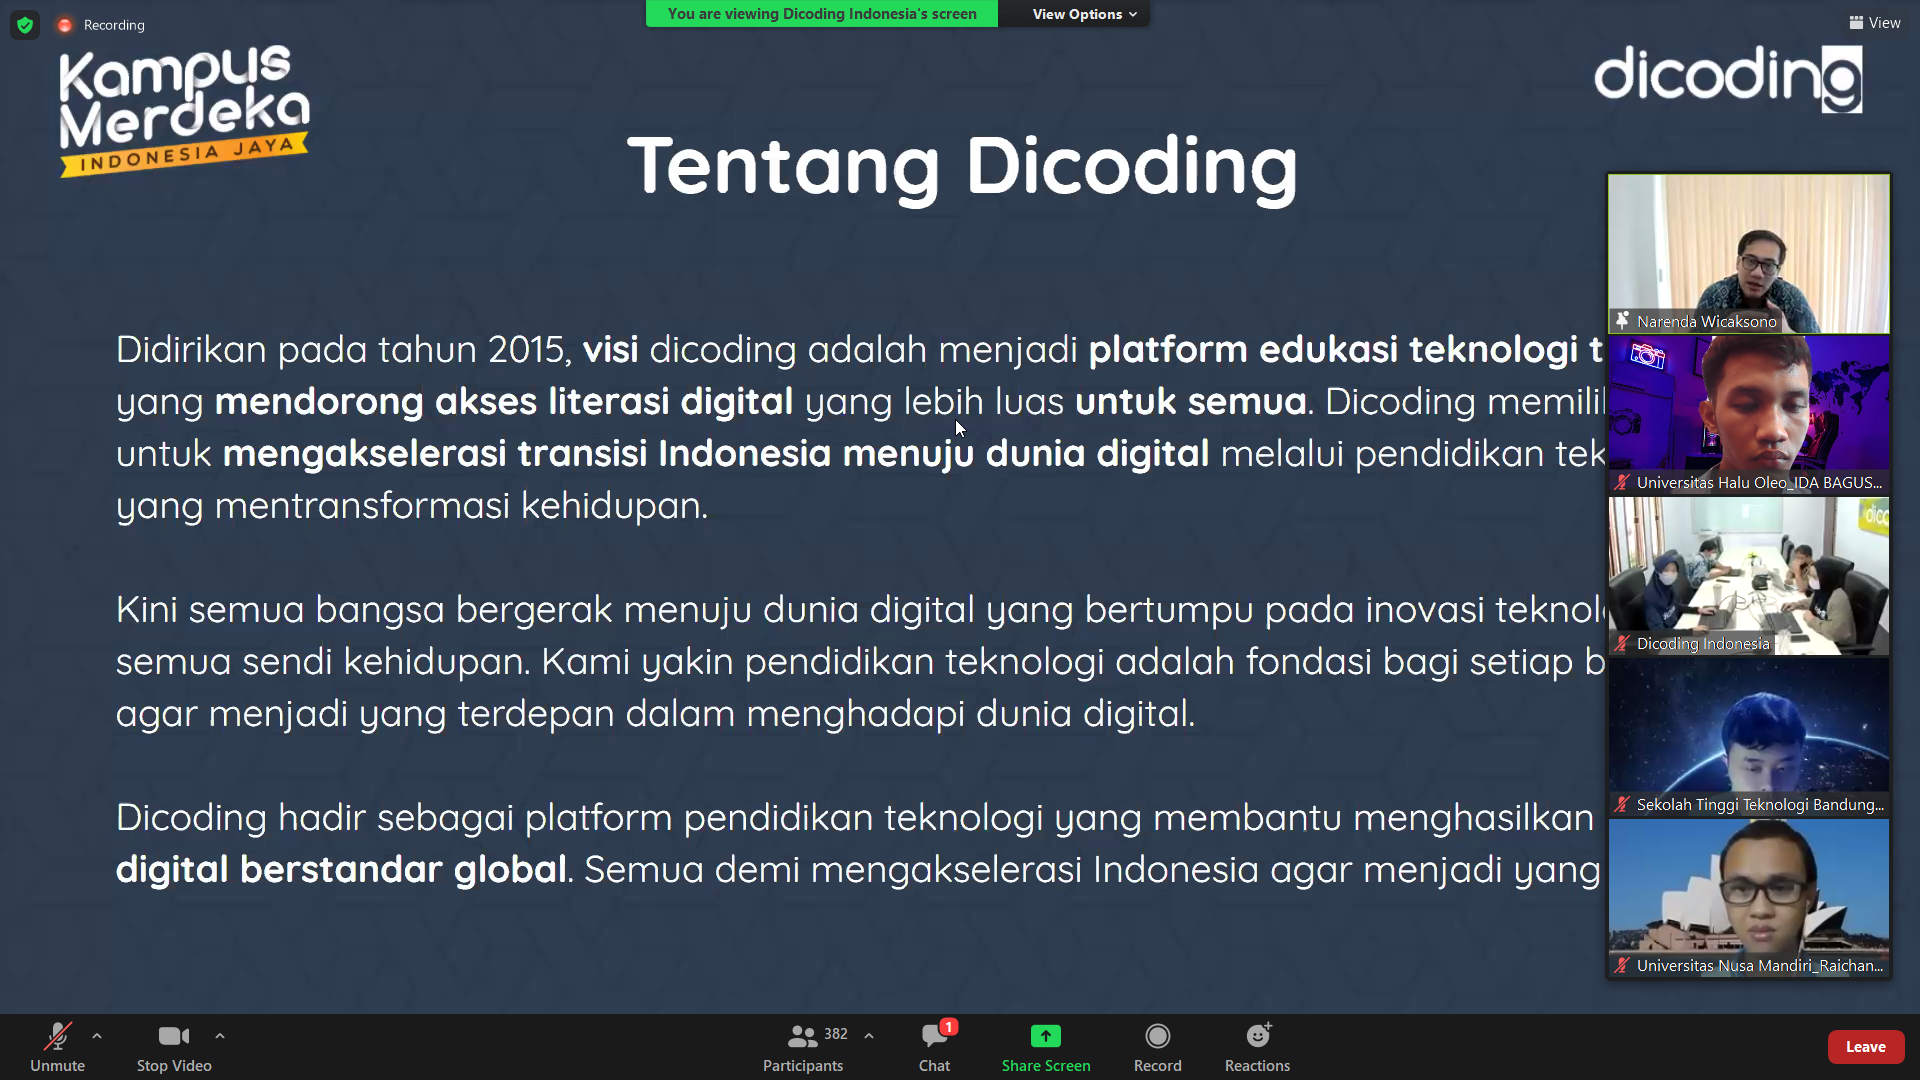 Recording
You are viewing Dicoding Indonesia's screen
View Options
View
Kampus
Merdeka
INDONESIA JAYA
dicoding
Tentang Dicoding
Didirikan pada tahun 2015, visi dicoding adalah menjadi platform edukasi teknologi
yang mendorong akses literasi digital yang lebih luas untuk semua. Dicoding
untuk mengakselerasi transisi Indonesia menuju dunia digital melalui pendidikan
yang mentransformasi kehidupan.
Kini semua bangsa bergerak menuju dunia digital yang bertumpu pada inovasi
semua sendi kehidupan. Kami yakin pendidikan teknologi adalah fondasi bagi setiap
agar menjadi yang terdepan dalam menghadapi dunia digital.
Dicoding hadir sebagai platform pendidikan teknologi yang membantu menghasilkan
digital berstandar global. Semua demi mengakselerasi Indonesia agar menjadi yang
Narenda Wicaksono
Universitas Halu Oleo_IDA BAGUS...
Dicoding Indonesia
Sekolah Tinggi Teknologi Bandung...
Universitas Nusa Mandiri_Raichan...
Unmute
Stop Video
382
Participants
1
Chat
Share Screen
Record
Reactions
Leave